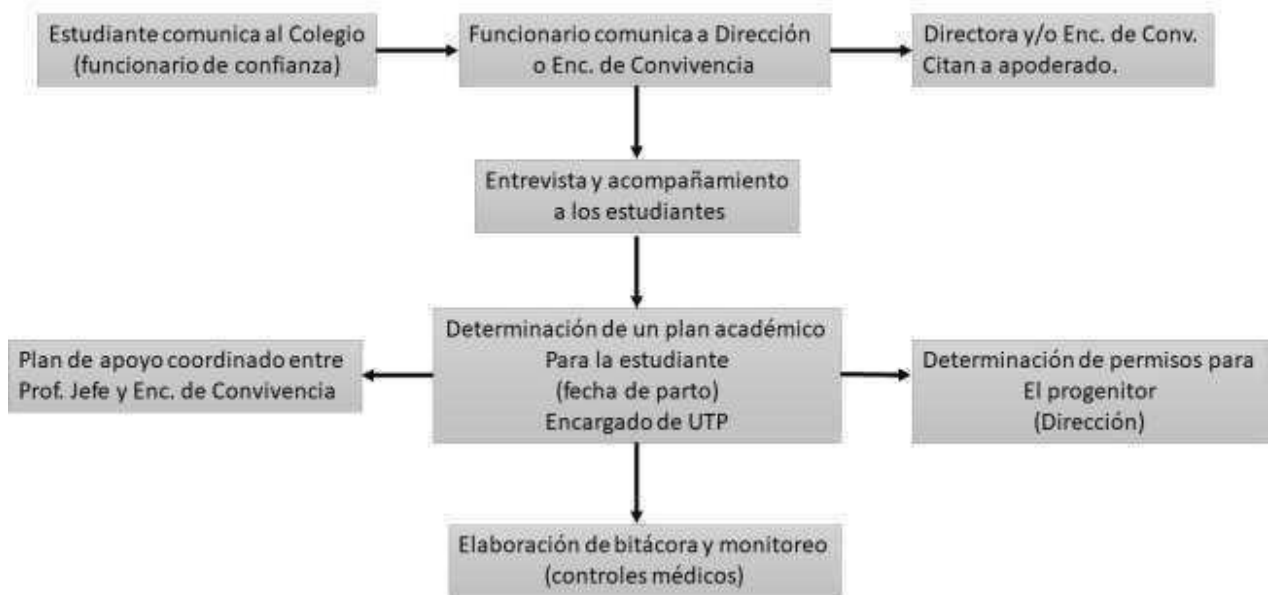 Estudiante comunica al Colegio
(funcionario de confianza)
Funcionario comunica a Dirección
o Enc. de Convivencia
Directora y/o Enc. de Conv.
Citan a apoderado.
Entrevista y acompañamiento
a los estudiantes
Plan de apoyo coordinado entre
Prof. Jefe y Enc. de Convivencia
Determinación de un plan académico
Para la estudiante
(fecha de parto)
Encargado de UTP
Determinación de permisos para
El progenitor
(Dirección)
Elaboración de bitácora y monitoreo
(controles médicos)